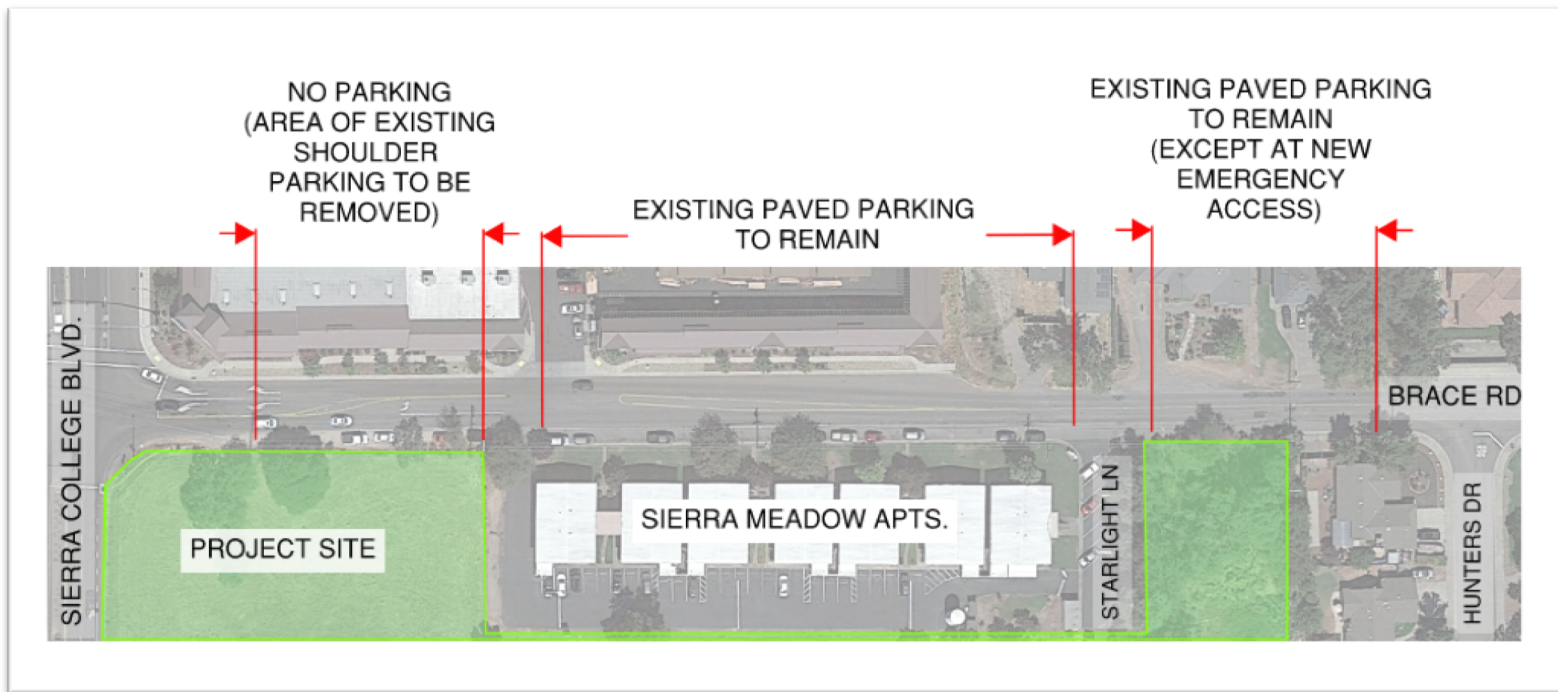 NO PARKING
(AREA OF EXISTING
SHOULDER
PARKING TO BE
REMOVED)
EXISTING PAVED PARKING
TO REMAIN
EXISTING PAVED PARKING
TO REMAIN
(EXCEPT AT NEW
EMERGENCY
ACCESS)
SIERRA COLLEGE BLVD.
PROJECT SITE
SIERRA MEADOW APTS.
STARLIGHT LN
BRACE RD
HUNTERS DR